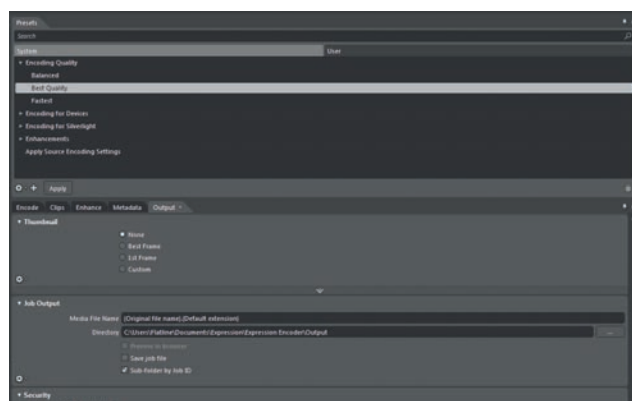 Presets
Search
System User
Encoding Quality
Balanced
Best Quality
Fastest
Encoding for Devices
Encoding for Silverlight
Enhancements
Apply Source Encoding Settings
Apply
Encode Clips Enhance Metadata Output
Thumbnail
None
Best Frame
1st Frame
Custom
Job Output
Media File Name {Original file name}.{Default extension}
Directory C:\Users\Flatline\Documents\Expression\Expression Encoder\Output ...
Preview in Browser
Save job file
Sub-folder by Job ID
Security